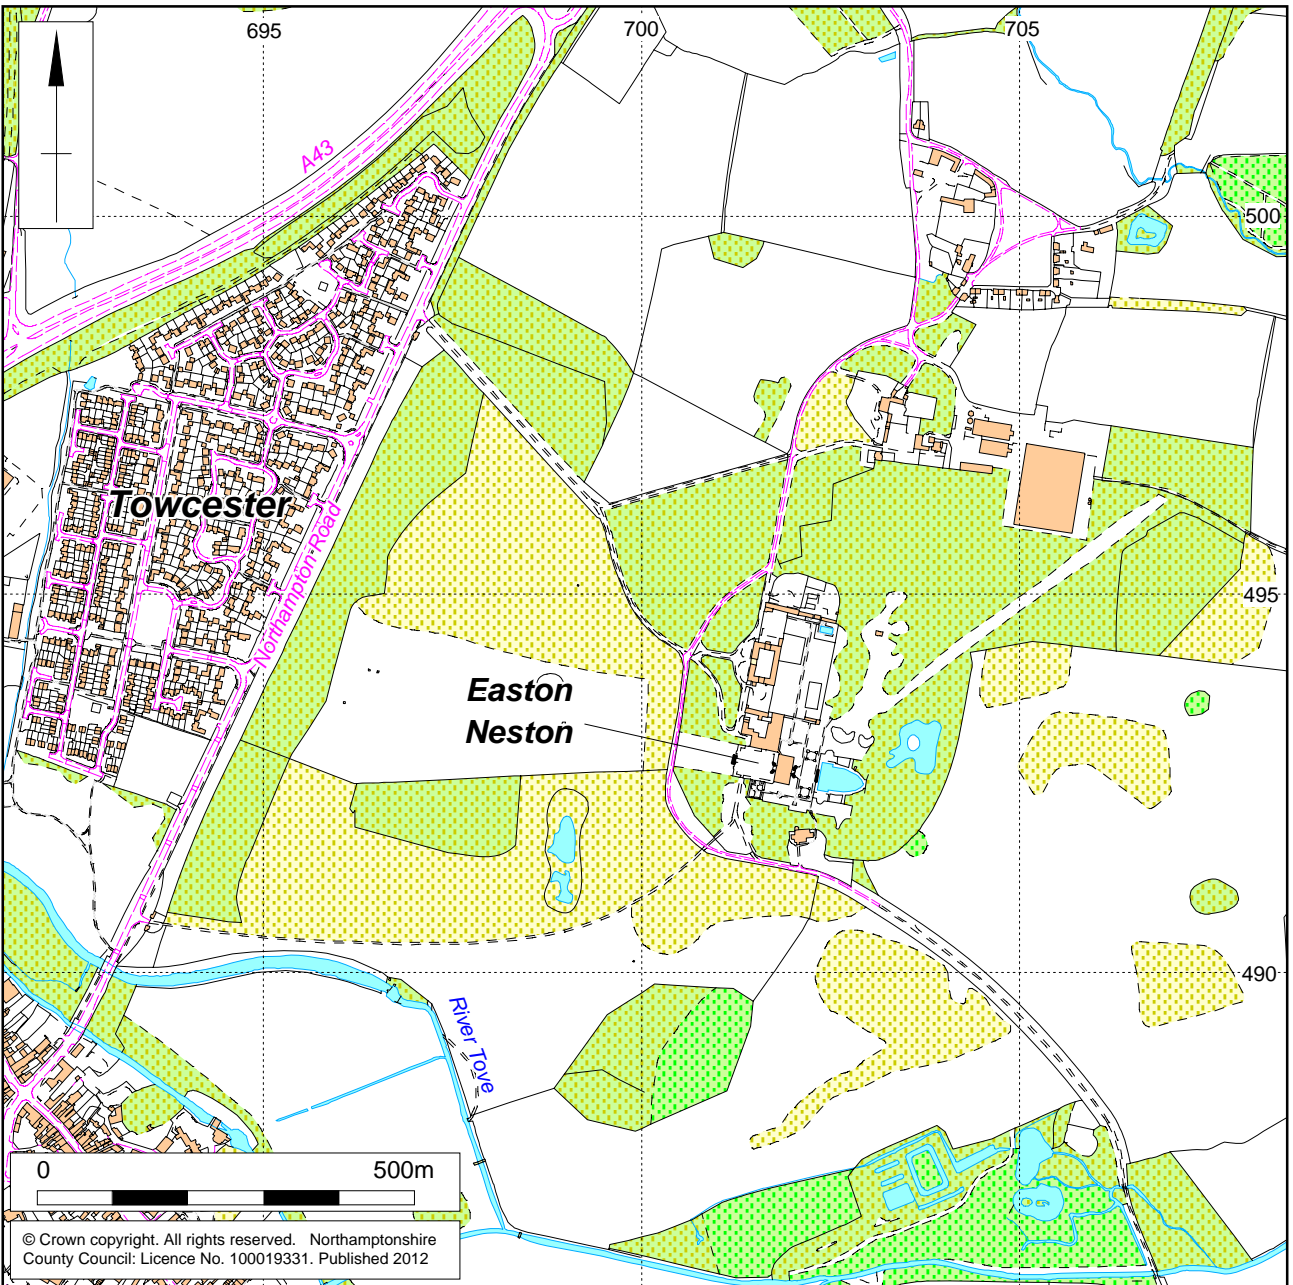 695
700
705
A43
500
Towcester
Northampton Road
495
Easton
Neston
490
River Tove
0 500m
© Crown copyright. All rights reserved. Northamptonshire
County Council: Licence No. 100019331. Published 2012